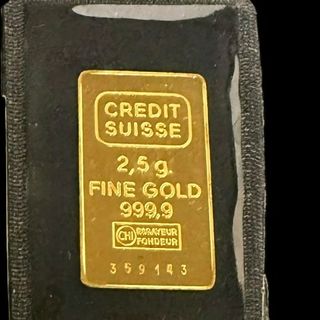 CREDIT
SUISSE
2,5 g.
FINE GOLD
999,9
CHI ESSAYEUR
FONDEUR
359143